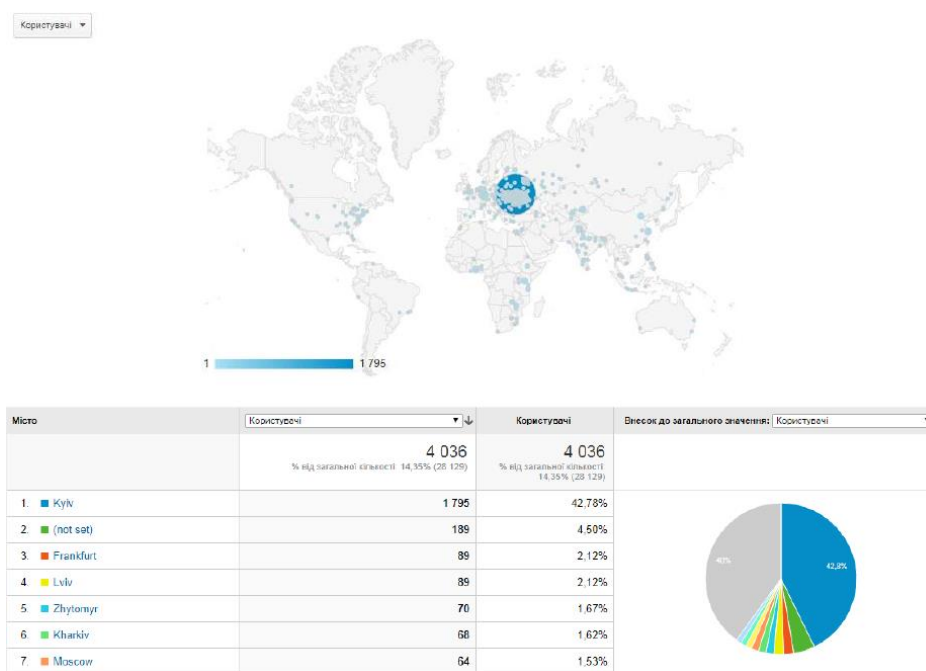 Користувачі
1 1 795
Місто Користувачі Користувачі Внесок до загального значення: Користувачі
4 036 4 036
% від загальної кількості: 14,35% (28 129) % від загальної кількості:
14,35% (28 129)
1. Kyiv 1 795 42,78%
2. (not set) 189 4,50%
3. Frankfurt 89 2,12%
4. Lviv 89 2,12%
5. Zhytomyr 70 1,67%
6. Kharkiv 68 1,62%
7. Moscow 64 1,53%
40%
42,8%